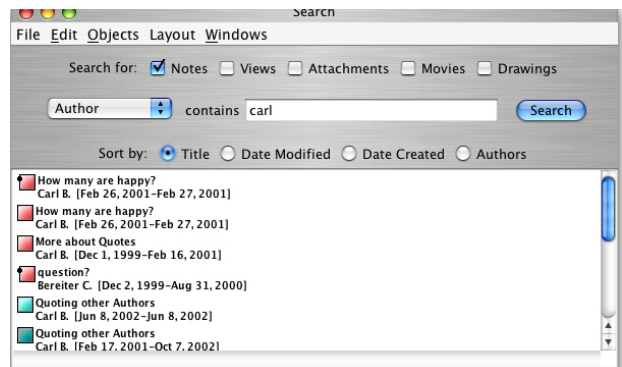 Search
File Edit Objects Layout Windows
Search for: Notes Views Attachments Movies Drawings
Author contains carl Search
Sort by: Title Date Modified Date Created Authors
How many are happy?
Carl B. [Feb 26, 2001-Feb 27, 2001]
How many are happy?
Carl B. [Feb 26, 2001-Feb 27, 2001]
More about Quotes
Carl B. [Dec 1, 1999-Feb 16, 2001]
question?
Bereiter C. [Dec 2, 1999-Aug 31, 2000]
Quoting other Authors
Carl B. [Jun 8, 2002-Jun 8, 2002]
Quoting other Authors
Carl B. [Feb 17, 2001-Oct 7, 2002]